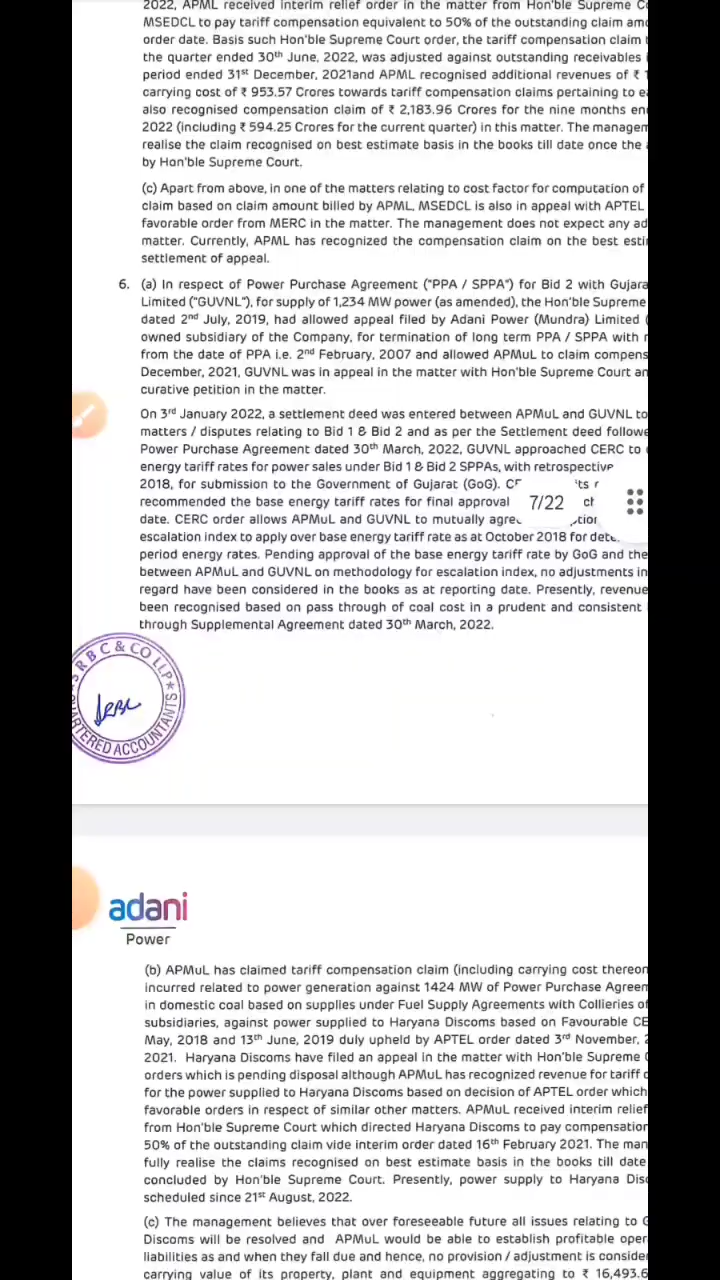 2022, APML received interim relief order in the matter from Hon'ble Supreme
MSEDCL to pay tariff compensation equivalent to 50% of the outstanding claim
order date. Basis such Hon'ble Supreme Court order, the tariff compensation claim
the quarter ended 30th June, 2022, was adjusted against outstanding receivables
period ended 31st December, 2021and APML recognised additional revenues of ₹
carrying cost of ₹ 953.57 Crores towards tariff compensation claims pertaining to
also recognised compensation claim of ₹ 2,183.96 Crores for the nine months
2022 (including ₹ 594.25 Crores for the current quarter) in this matter. The
realise the claim recognised on best estimate basis in the books till date once the
by Hon'ble Supreme Court.
(c) Apart from above, in one of the matters relating to cost factor for computation of
claim based on claim amount billed by APML, MSEDCL is also in appeal with APTEL
favorable order from MERC in the matter. The management does not expect any
matter. Currently, APML has recognized the compensation claim on the best
settlement of appeal.
6. (a) In respect of Power Purchase Agreement ("PPA / SPPA") for Bid 2 with
Limited ("GUVNL"), for supply of 1,234 MW power (as amended), the Hon'ble Supreme
dated 2nd July, 2019, had allowed appeal filed by Adani Power (Mundra) Limited (
owned subsidiary of the Company, for termination of long term PPA / SPPA with
from the date of PPA i.e. 2nd February, 2007 and allowed APMuL to claim
December, 2021, GUVNL was in appeal in the matter with Hon'ble Supreme Court
curative petition in the matter.
On 3rd January 2022, a settlement deed was entered between APMuL and GUVNL to
matters / disputes relating to Bid 1 & Bid 2 and as per the Settlement deed
Power Purchase Agreement dated 30th March, 2022, GUVNL approached CERC to
energy tariff rates for power sales under Bid 1 & Bid 2 SPPAs, with retrospective
2018, for submission to the Government of Gujarat (GoG).
recommended the base energy tariff rates for final approval 7/22
date. CERC order allows APMuL and GUVNL to mutually
escalation index to apply over base energy tariff rate as at October 2018 for
period energy rates. Pending approval of the base energy tariff rate by GoG and the
between APMuL and GUVNL on methodology for escalation index, no adjustments in
regard have been considered in the books as at reporting date. Presently, revenue
been recognised based on pass through of coal cost in a prudent and consistent
through Supplemental Agreement dated 30th March, 2022.
S R B C & CO LLP
CHARTERED ACCOUNTANTS
SRBC
adani
Power
(b) APMuL has claimed tariff compensation claim (including carrying cost thereon
incurred related to power generation against 1424 MW of Power Purchase
in domestic coal based on supplies under Fuel Supply Agreements with Collieries of
subsidiaries, against power supplied to Haryana Discoms based on Favourable
May, 2018 and 13th June, 2019 duly upheld by APTEL order dated 3rd November,
2021. Haryana Discoms have filed an appeal in the matter with Hon'ble Supreme
orders which is pending disposal although APMuL has recognized revenue for tariff
for the power supplied to Haryana Discoms based on decision of APTEL order which
favorable orders in respect of similar other matters. APMuL received interim relief
from Hon'ble Supreme Court which directed Haryana Discoms to pay compensation
50% of the outstanding claim vide interim order dated 16th February 2021. The
fully realise the claims recognised on best estimate basis in the books till date
concluded by Hon'ble Supreme Court. Presently, power supply to Haryana
scheduled since 21st August, 2022.
(c) The management believes that over foreseeable future all issues relating to
Discoms will be resolved and APMuL would be able to establish profitable
liabilities as and when they fall due and hence, no provision / adjustment is
carrying value of its property, plant and equipment aggregating to ₹ 16,493.6